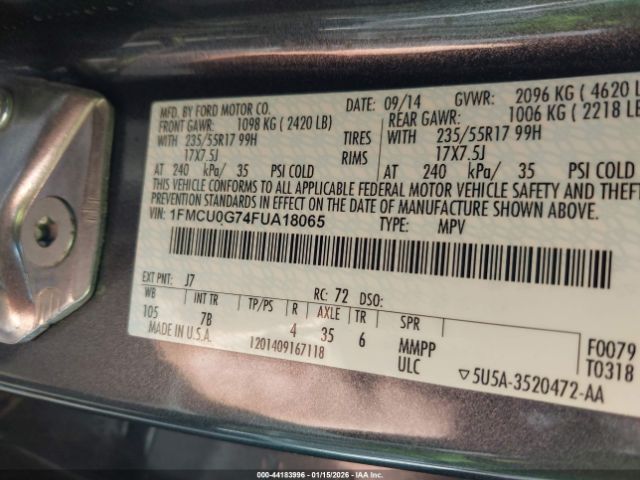 MFD. BY FORD MOTOR CO.
DATE: 09/14 GVWR: 2096 KG ( 4620 L
FRONT GAWR: 1098 KG ( 2420 LB) REAR GAWR: 1006 KG ( 2218 LB
WITH 235/55R17 99H TIRES WITH 235/55R17 99H
17X7.5J RIMS 17X7.5J
AT 240 kPa/ 35 PSI COLD AT 240 kPa/ 35 PSI COLD
THIS VEHICLE CONFORMS TO ALL APPLICABLE FEDERAL MOTOR VEHICLE SAFETY AND THEFT
PREVENTION STANDARDS IN EFFECT ON THE DATE OF MANUFACTURE SHOWN ABOVE.
VIN: 1FMCU0G74FUA18065 TYPE: MPV
EXT PNT: J7 RC: 72 DSO:
WB INT TR TP/PS R AXLE TR SPR
105 7B 4 35 6 MMPP F0079
MADE IN U.S.A. 1201409167118 ULC T0318
▽5U5A-3520472-AA
000-44183996 - 01/15/2026 - IAAI.COM